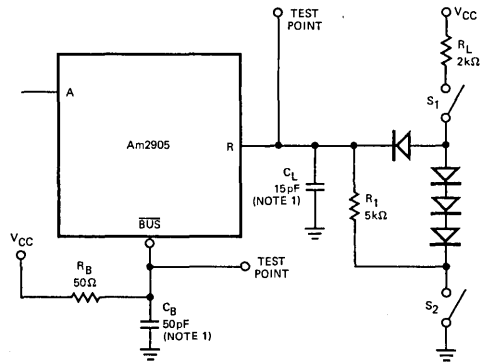 TEST
POINT
VCC
RL
2kΩ
S1
A
Am2905
R
CL
15pF
(NOTE 1)
R1
5kΩ
BUS
VCC
RB
50Ω
TEST
POINT
CB
50pF
(NOTE 1)
S2